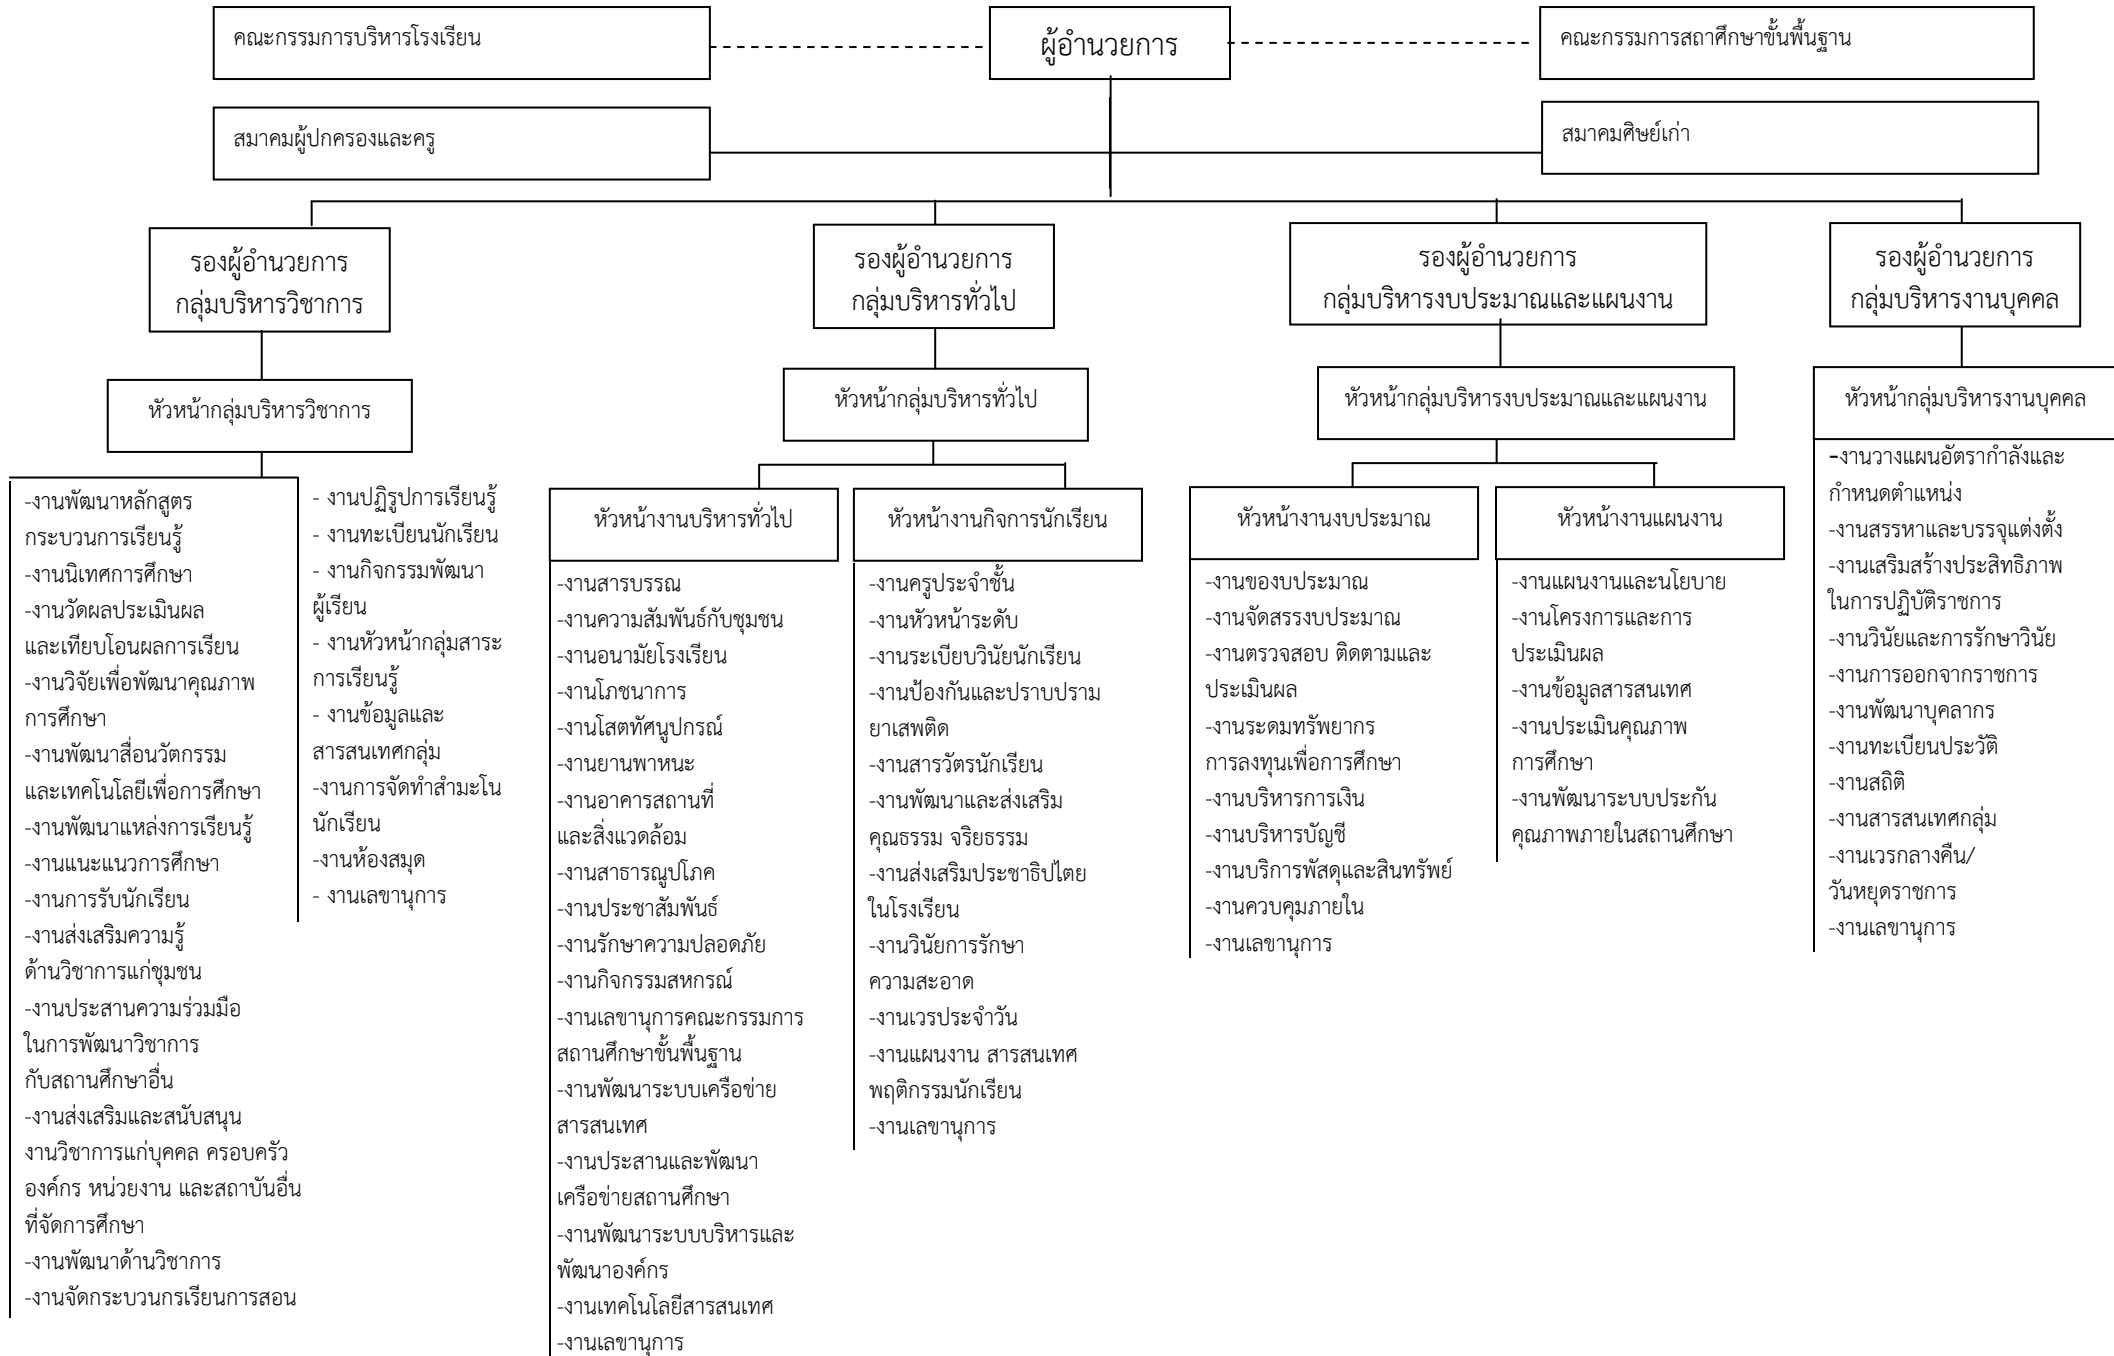 คณะกรรมการบริหารโรงเรียน
ผู้อำนวยการ
คณะกรรมการสถาศึกษาขั้นพื้นฐาน
สมาคมผู้ปกครองและครู
สมาคมศิษย์เก่า
รองผู้อำนวยการ
กลุ่มบริหารวิชาการ
รองผู้อำนวยการ
กลุ่มบริหารทั่วไป
รองผู้อำนวยการ
กลุ่มบริหารงบประมาณและแผนงาน
รองผู้อำนวยการ
กลุ่มบริหารงานบุคคล
หัวหน้ากลุ่มบริหารวิชาการ
หัวหน้ากลุ่มบริหารทั่วไป
หัวหน้ากลุ่มบริหารงบประมาณและแผนงาน
หัวหน้ากลุ่มบริหารงานบุคคล
-งานพัฒนาหลักสูตร
กระบวนการเรียนรู้
-งานนิเทศการศึกษา
-งานวัดผลประเมินผล
และเทียบโอนผลการเรียน
-งานวิจัยเพื่อพัฒนาคุณภาพ
การศึกษา
-งานพัฒนาสื่อนวัตกรรม
และเทคโนโลยีเพื่อการศึกษา
-งานพัฒนาแหล่งการเรียนรู้
-งานแนะแนวการศึกษา
-งานการรับนักเรียน
-งานส่งเสริมความรู้
ด้านวิชาการแก่ชุมชน
-งานประสานความร่วมมือ
ในการพัฒนาวิชาการ
กับสถานศึกษาอื่น
-งานส่งเสริมและสนับสนุน
งานวิชาการแก่บุคคล ครอบครัว
องค์กร หน่วยงาน และสถาบันอื่น
ที่จัดการศึกษา
-งานพัฒนาด้านวิชาการ
-งานจัดกระบวนกรเรียนการสอน
- งานปฏิรูปการเรียนรู้
- งานทะเบียนนักเรียน
- งานกิจกรรมพัฒนา
ผู้เรียน
- งานหัวหน้ากลุ่มสาระ
การเรียนรู้
- งานข้อมูลและ
สารสนเทศกลุ่ม
-งานการจัดทำสำมะโน
นักเรียน
-งานห้องสมุด
- งานเลขานุการ
หัวหน้างานบริหารทั่วไป
-งานสารบรรณ
-งานความสัมพันธ์กับชุมชน
-งานอนามัยโรงเรียน
-งานโภชนาการ
-งานโสตทัศนูปกรณ์
-งานยานพาหนะ
-งานอาคารสถานที่
และสิ่งแวดล้อม
-งานสาธารณูปโภค
-งานประชาสัมพันธ์
-งานรักษาความปลอดภัย
-งานกิจกรรมสหกรณ์
-งานเลขานุการคณะกรรมการ
สถานศึกษาขั้นพื้นฐาน
-งานพัฒนาระบบเครือข่าย
สารสนเทศ
-งานประสานและพัฒนา
เครือข่ายสถานศึกษา
-งานพัฒนาระบบบริหารและ
พัฒนาองค์กร
-งานเทคโนโลยีสารสนเทศ
-งานเลขานุการ
หัวหน้างานกิจการนักเรียน
-งานครูประจำชั้น
-งานหัวหน้าระดับ
-งานระเบียบวินัยนักเรียน
-งานป้องกันและปราบปราม
ยาเสพติด
-งานสารวัตรนักเรียน
-งานพัฒนาและส่งเสริม
คุณธรรม จริยธรรม
-งานส่งเสริมประชาธิปไตย
ในโรงเรียน
-งานวินัยการรักษา
ความสะอาด
-งานเวรประจำวัน
-งานแผนงาน สารสนเทศ
พฤติกรรมนักเรียน
-งานเลขานุการ
หัวหน้างานงบประมาณ
-งานของบประมาณ
-งานจัดสรรงบประมาณ
-งานตรวจสอบ ติดตามและ
ประเมินผล
-งานระดมทรัพยากร
การลงทุนเพื่อการศึกษา
-งานบริหารการเงิน
-งานบริหารบัญชี
-งานบริการพัสดุและสินทรัพย์
-งานควบคุมภายใน
-งานเลขานุการ
หัวหน้างานแผนงาน
-งานแผนงานและนโยบาย
-งานโครงการและการ
ประเมินผล
-งานข้อมูลสารสนเทศ
-งานประเมินคุณภาพ
การศึกษา
-งานพัฒนาระบบประกัน
คุณภาพภายในสถานศึกษา
-งานวางแผนอัตรากำลังและ
กำหนดตำแหน่ง
-งานสรรหาและบรรจุแต่งตั้ง
-งานเสริมสร้างประสิทธิภาพ
ในการปฏิบัติราชการ
-งานวินัยและการรักษาวินัย
-งานการออกจากราชการ
-งานพัฒนาบุคลากร
-งานทะเบียนประวัติ
-งานสถิติ
-งานสารสนเทศกลุ่ม
-งานเวรกลางคืน/
วันหยุดราชการ
-งานเลขานุการ